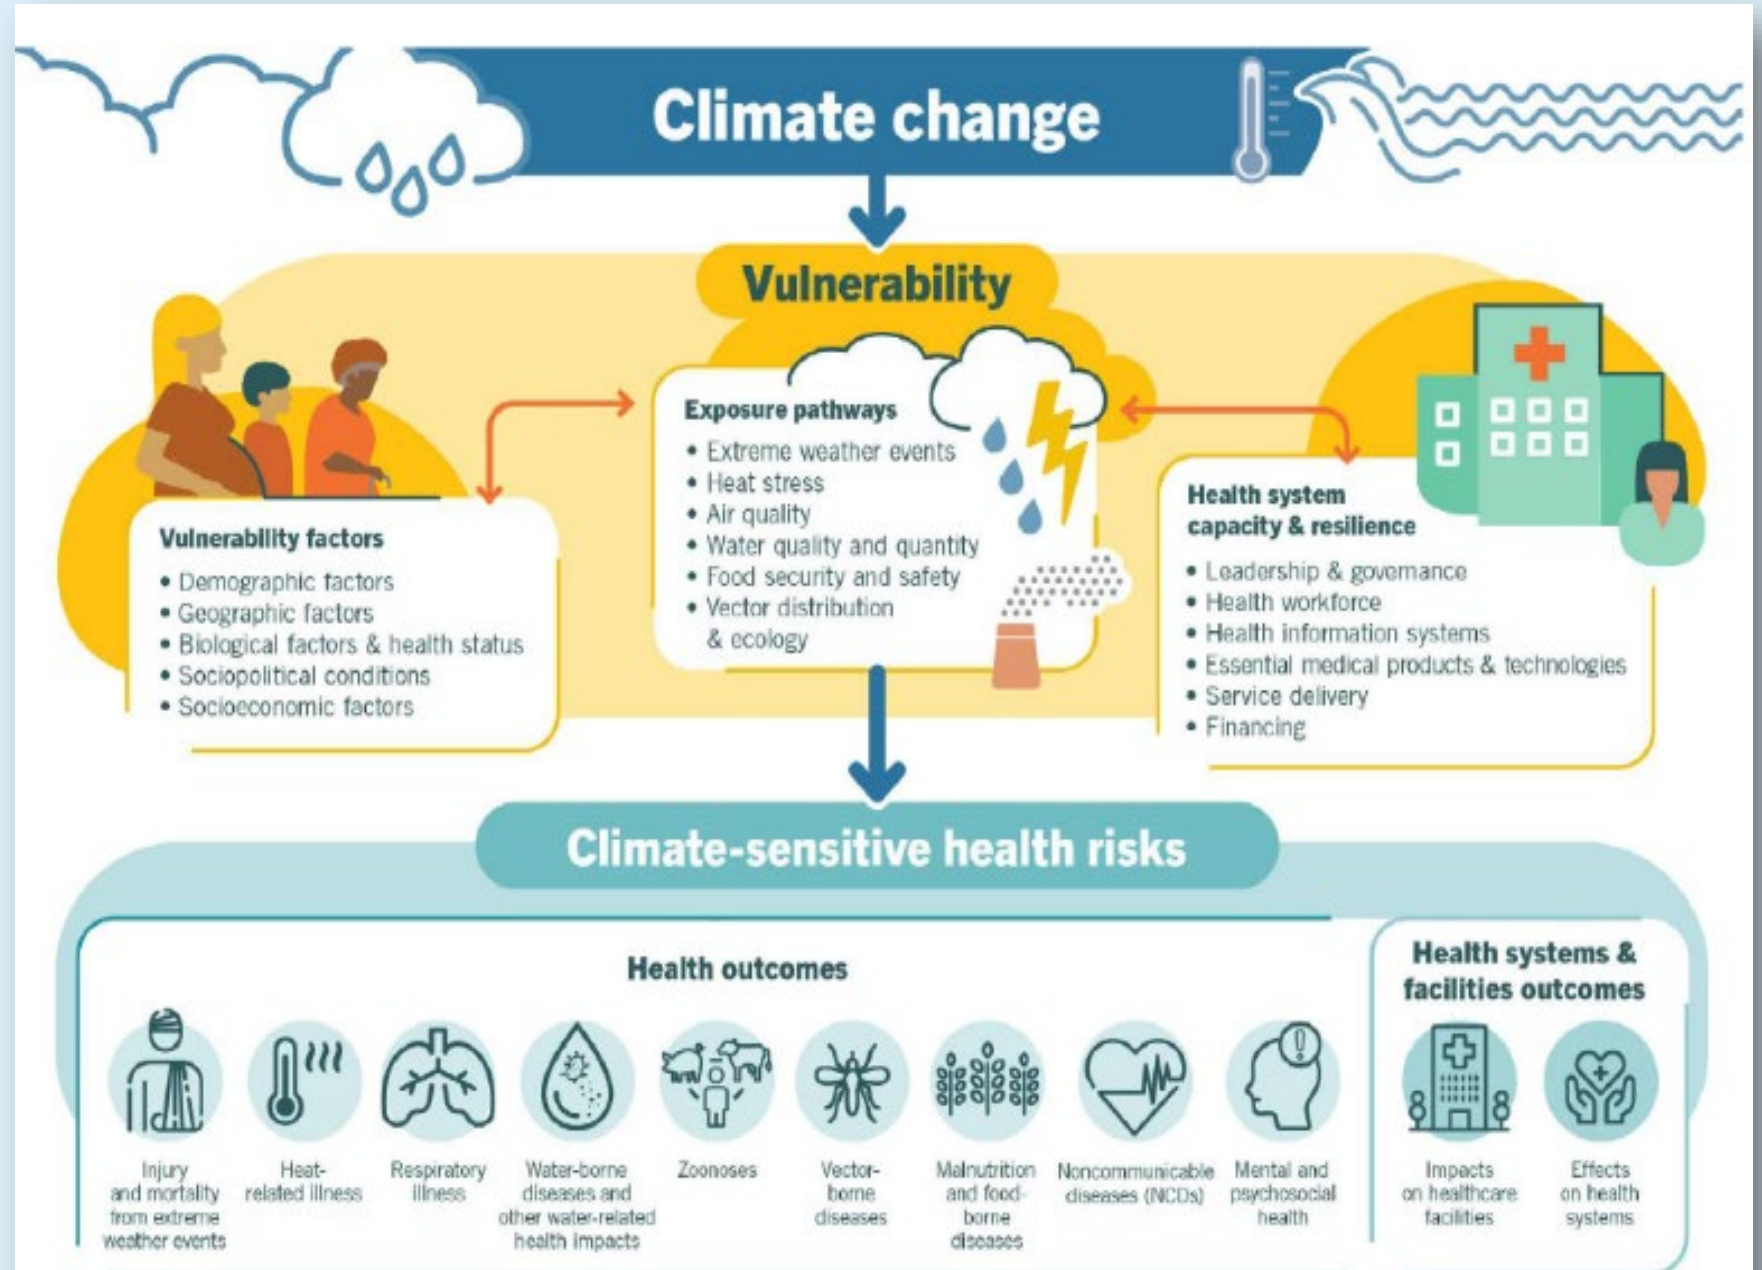 Climate change
Vulnerability
Vulnerability factors
• Demographic factors
• Geographic factors
• Biological factors & health status
• Sociopolitical conditions
• Socioeconomic factors
Exposure pathways
• Extreme weather events
• Heat stress
• Air quality
• Water quality and quantity
• Food security and safety
• Vector distribution
& ecology
Health system
capacity & resilience
• Leadership & governance
• Health workforce
• Health information systems
• Essential medical products & technologies
• Service delivery
• Financing
Climate-sensitive health risks
Health outcomes
Injury
and mortality
from extreme
weather events
Heat-
related illness
Respiratory
illness
Water-borne
diseases and
other water-related
health impacts
Zoonoses
Vector-
borne
diseases
Malnutrition
and food-
borne
diseases
Noncommunicable
diseases (NCDs)
Mental and
psychosocial
health
Health systems &
facilities outcomes
Impacts
on healthcare
facilities
Effects
on health
systems